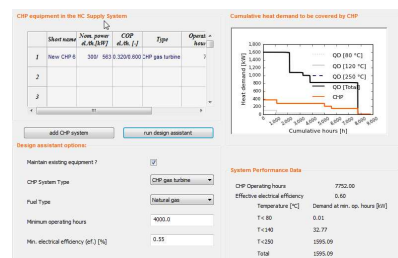 CHP equipment in the HC Supply System
Short name Nom. power el./th.[kW] COP el./th. [-] Type Operat hour
1 New CHP 6 300/ 563 0.320/0.600 CHP gas turbine 7
2
3
add CHP system run design assistant
Design assistant options:
Maintain existing equipment ?
CHP System Type CHP gas turbine
Fuel Type Natural gas
Minimum operating hours 4000.0
Min. electrical efficiency (ef.) [%] 0.55
Cumulative heat demand to be covered by CHP
Heat demand [kW]
1,800
1,600
1,400
1,200
1,000
800
600
400
200
0
QD [80 °C]
QD [120 °C]
QD [250 °C]
QD [Total]
CHP
0 1,000 2,000 3,000 4,000 5,000 6,000 7,000 8,000 9,000
Cumulative hours [h]
System Performance Data
CHP Operating hours 7752.00
Effective electrical efficiency 0.60
Temperature [°C] Demand at min. op. hours [kW]
T< 80 0.01
T<140 32.77
T<250 1595.09
Total 1595.09